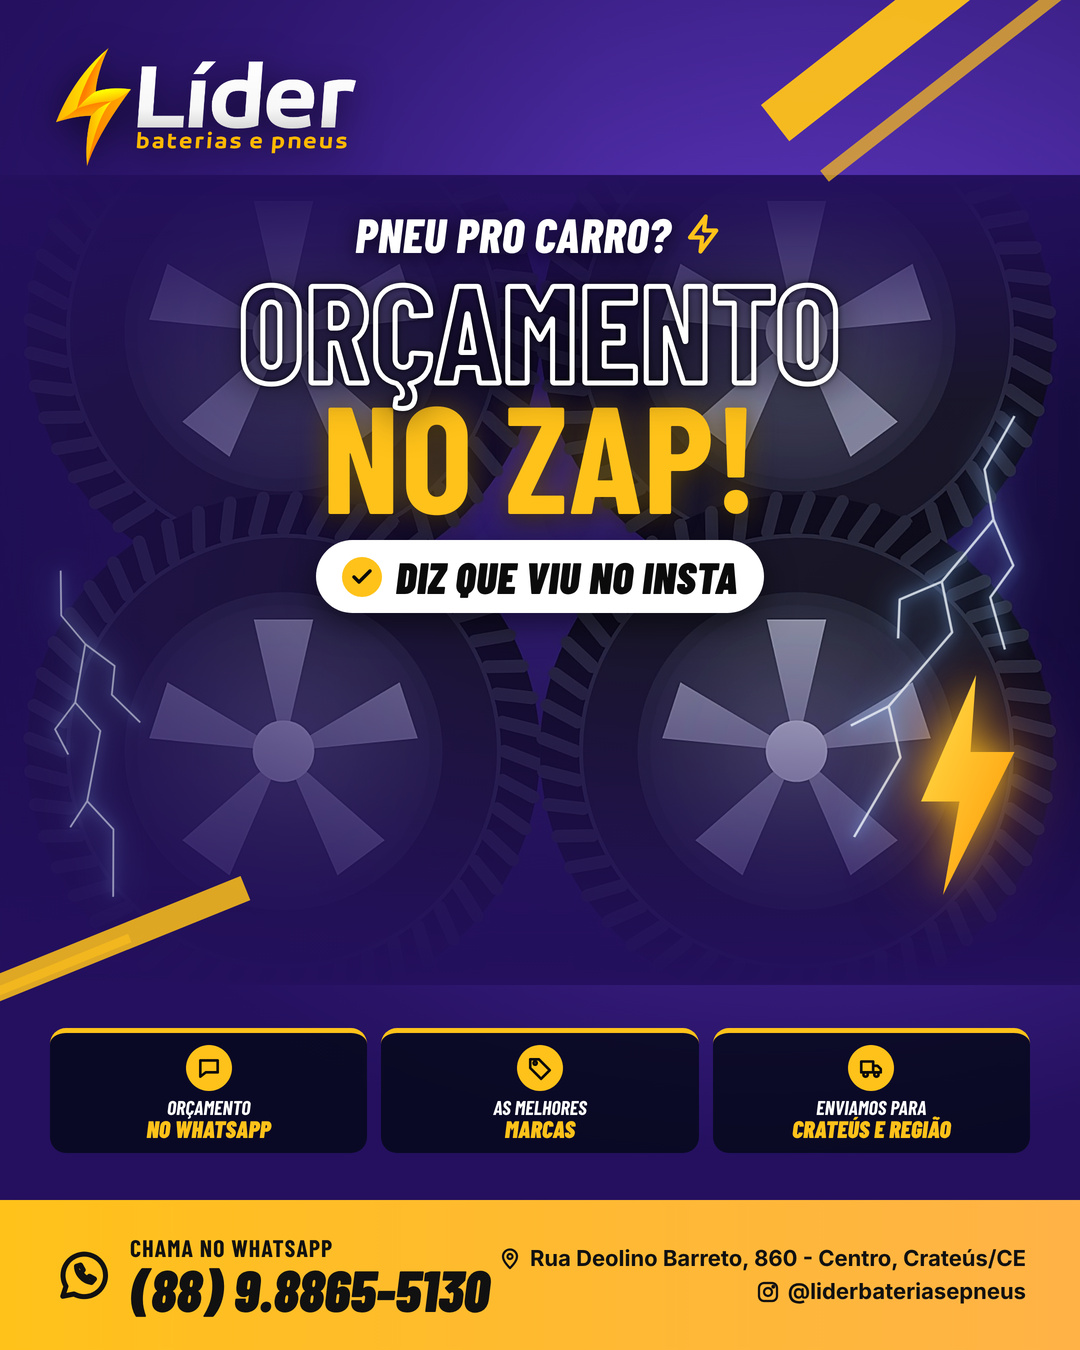 Líder
baterias e pneus
PNEU PRO CARRO?
ORÇAMENTO
NO ZAP!
DIZ QUE VIU NO INSTA
ORÇAMENTO
NO WHATSAPP
AS MELHORES
MARCAS
ENVIAMOS PARA
CRATEÚS E REGIÃO
CHAMA NO WHATSAPP
(88) 9.8865-5130
Rua Deolino Barreto, 860 - Centro, Crateús/CE
@liderbateriasepneus